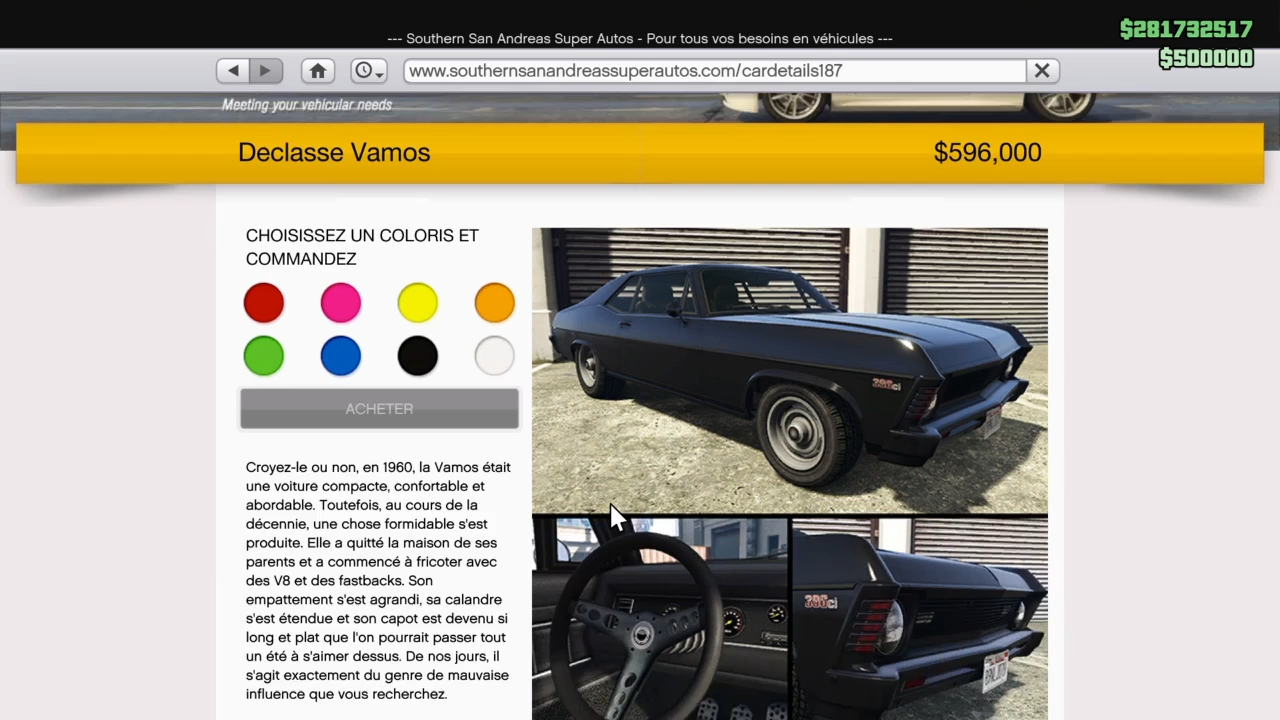 --- Southern San Andreas Super Autos - Pour tous vos besoins en véhicules ---
$281732517
$500000
www.southernsanandreassuperautos.com/cardetails187
Meeting your vehicular needs
Declasse Vamos
$596,000
CHOISISSEZ UN COLORIS ET
COMMANDEZ
ACHETER
Croyez-le ou non, en 1960, la Vamos était
une voiture compacte, confortable et
abordable. Toutefois, au cours de la
décennie, une chose formidable s'est
produite. Elle a quitté la maison de ses
parents et a commencé à fricoter avec
des V8 et des fastbacks. Son
empattement s'est agrandi, sa calandre
s'est étendue et son capot est devenu si
long et plat que l'on pourrait passer tout
un été à s'aimer dessus. De nos jours, il
s'agit exactement du genre de mauvaise
influence que vous recherchez.